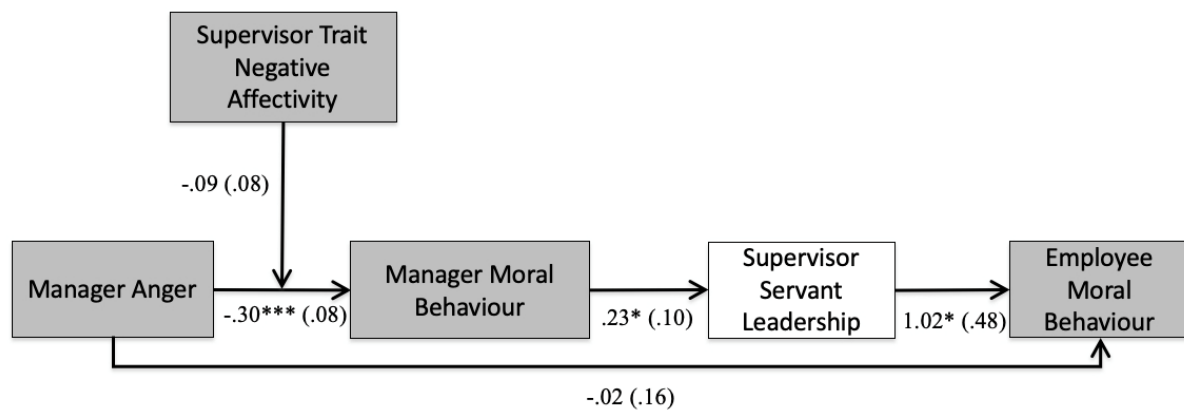 Supervisor Trait
Negative
Affectivity
-.09 (.08)
Manager Anger
-.30*** (.08)
Manager Moral
Behaviour
.23* (.10)
Supervisor
Servant
Leadership
1.02* (.48)
Employee
Moral
Behaviour
-.02 (.16)